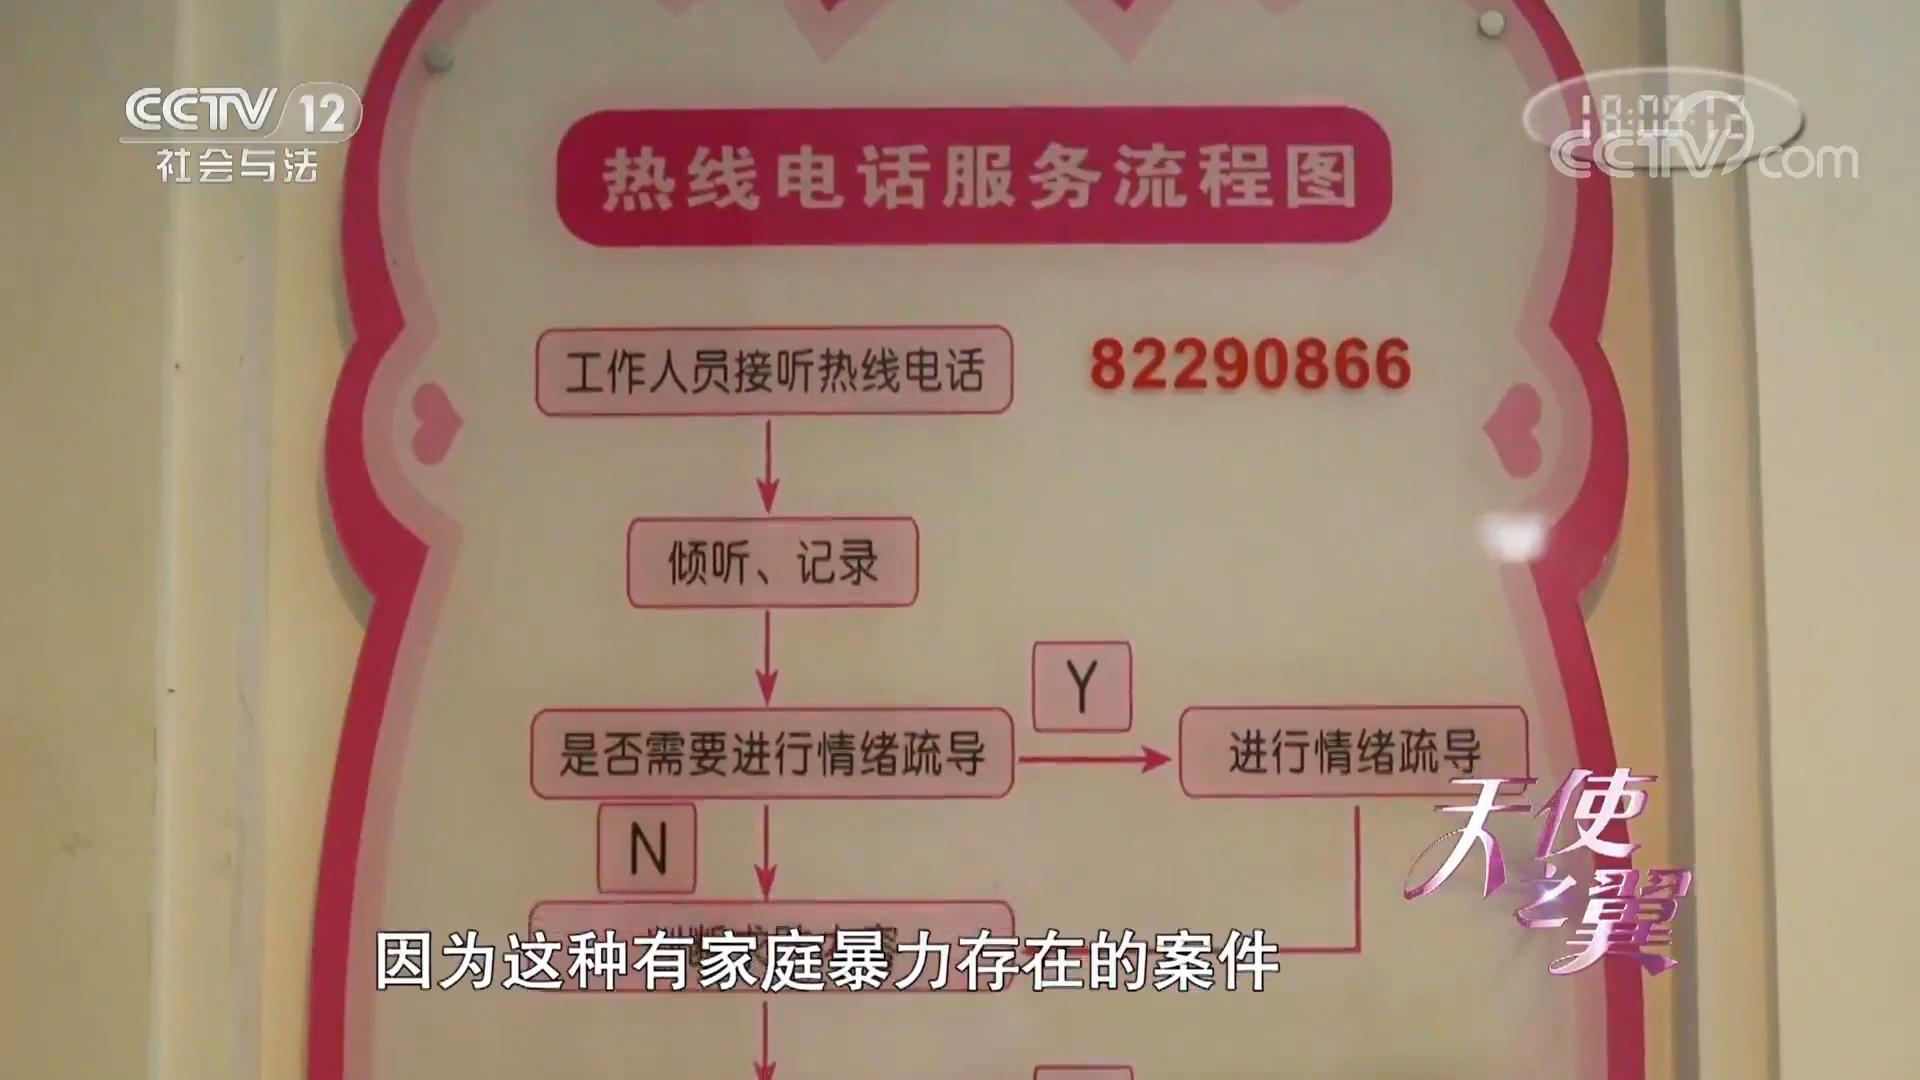 CCTV 12
社会与法
CCTV com
热线电话服务流程图
工作人员接听热线电话
82290866
倾听、记录
Y
是否需要进行情绪疏导
进行情绪疏导
N
天使之翼
因为这种有家庭暴力存在的案件